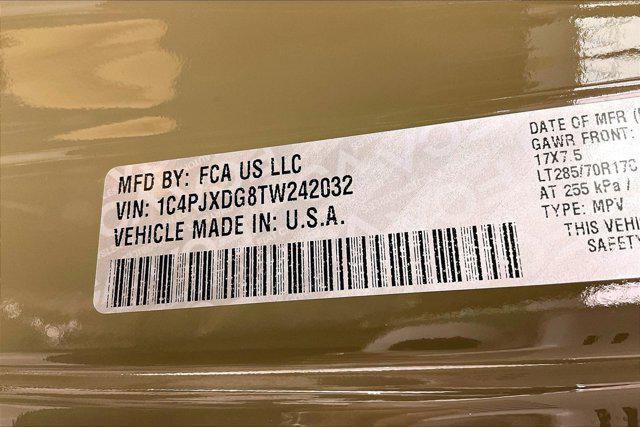 MFD BY: FCA US LLC
VIN: 1C4PJXDG8TW242032
VEHICLE MADE IN: U.S.A.
DATE OF MFR
GAWR FRONT:
17X7.5
LT285/70R17C
AT 255 kPa /
TYPE: MPV
THIS VEHI
SAFETY